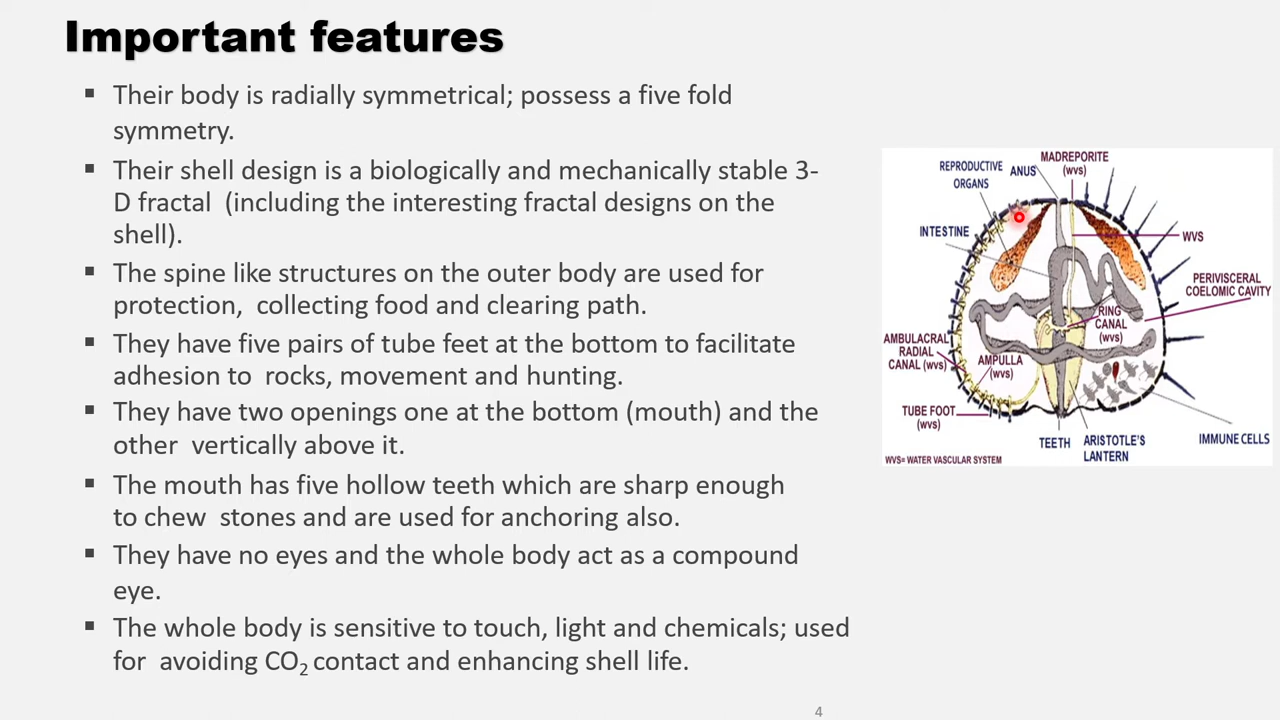 Important features
▪ Their body is radially symmetrical; possess a five fold
symmetry.
▪ Their shell design is a biologically and mechanically stable 3-
D fractal (including the interesting fractal designs on the
shell).
▪ The spine like structures on the outer body are used for
protection, collecting food and clearing path.
▪ They have five pairs of tube feet at the bottom to facilitate
adhesion to rocks, movement and hunting.
▪ They have two openings one at the bottom (mouth) and the
other vertically above it.
▪ The mouth has five hollow teeth which are sharp enough
to chew stones and are used for anchoring also.
▪ They have no eyes and the whole body act as a compound
eye.
▪ The whole body is sensitive to touch, light and chemicals; used
for avoiding CO2 contact and enhancing shell life.
REPRODUCTIVE
ORGANS
ANUS
MADREPORITE
(wvs)
INTESTINE
WVS
PERIVISCERAL
COELOMIC CAVITY
RING
CANAL
(wvs)
AMBULACRAL
RADIAL
CANAL (wvs)
AMPULLA
(wvs)
TUBE FOOT
(wvs)
TEETH
ARISTOTLE'S
LANTERN
IMMUNE CELLS
WVS= WATER VASCULAR SYSTEM
4